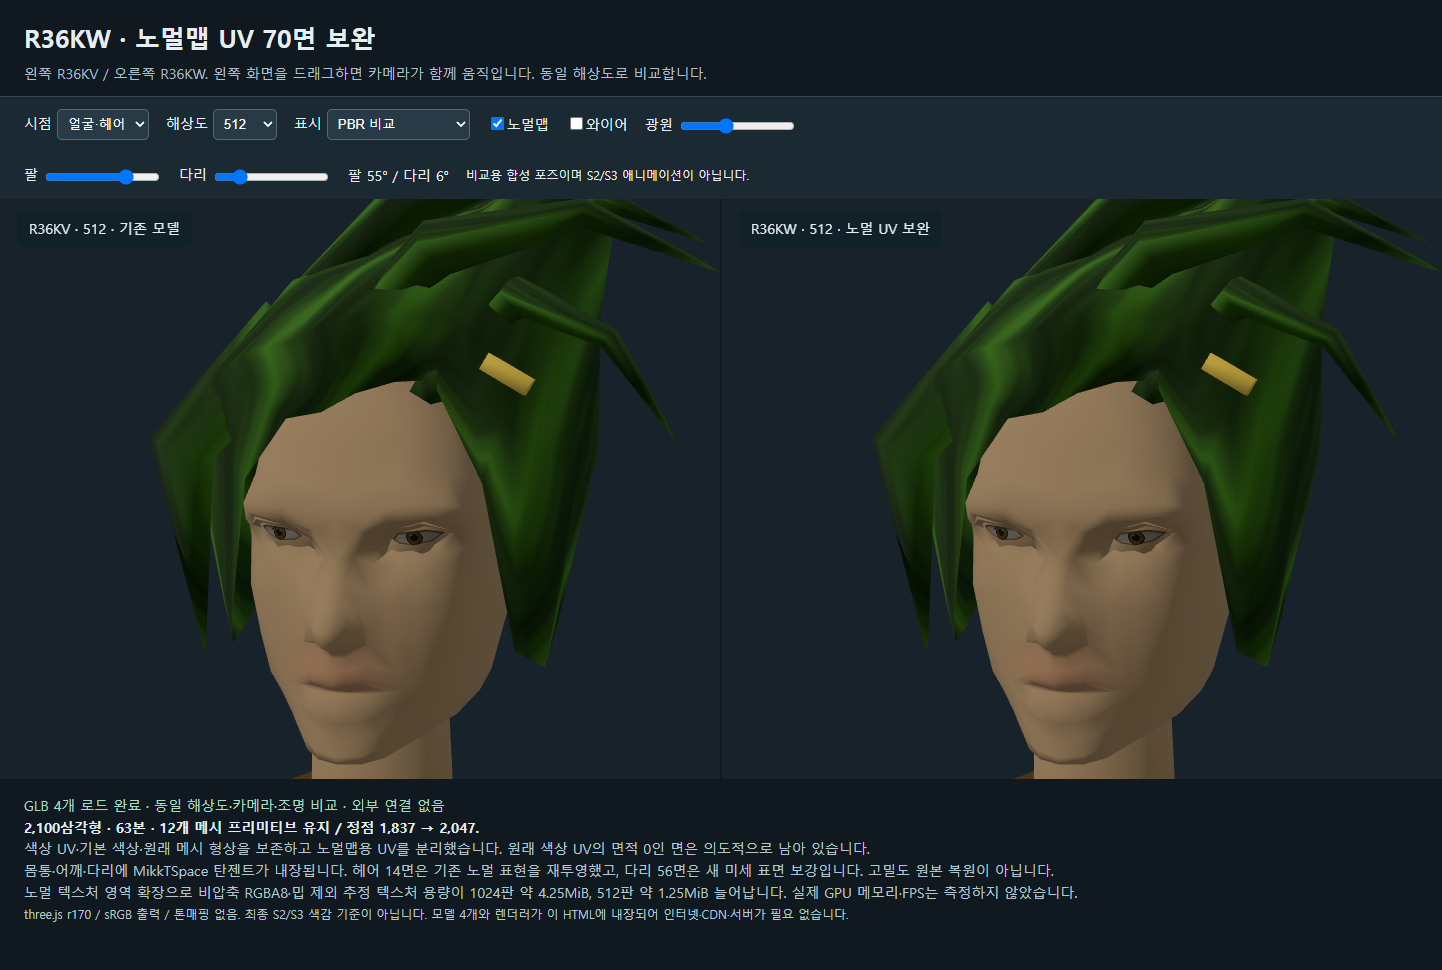 R36KW · 노멀맵 UV 70면 보완
왼쪽 R36KV / 오른쪽 R36KW. 왼쪽 화면을 드래그하면 카메라가 함께 움직입니다. 동일 해상도로 비교합니다.
시점 얼굴·헤어 해상도 512 표시 PBR 비교 노멀맵 와이어 광원
팔 다리 팔 55° / 다리 6° 비교용 합성 포즈이며 S2/S3 애니메이션이 아닙니다.
R36KV · 512 · 기존 모델
R36KW · 512 · 노멀 UV 보완
GLB 4개 로드 완료 · 동일 해상도·카메라·조명 비교 · 외부 연결 없음
2,100삼각형 · 63본 · 12개 메시 프리미티브 유지 / 정점 1,837 → 2,047.
색상 UV·기본 색상·원래 메시 형상을 보존하고 노멀맵용 UV를 분리했습니다. 원래 색상 UV의 면적 0인 면은 의도적으로 남아 있습니다.
몸통·어깨·다리에 MikkTSpace 탄젠트가 내장됩니다. 헤어 14면은 기존 노멀 표현을 재투영했고, 다리 56면은 새 미세 표면 보강입니다. 고밀도 원본 복원이 아닙니다.
노멀 텍스처 영역 확장으로 비압축 RGBA8·밉 제외 추정 텍스처 용량이 1024판 약 4.25MiB, 512판 약 1.25MiB 늘어납니다. 실제 GPU 메모리·FPS는 측정하지 않았습니다.
three.js r170 / sRGB 출력 / 톤매핑 없음. 최종 S2/S3 색감 기준이 아닙니다. 모델 4개와 렌더러가 이 HTML에 내장되어 인터넷·CDN·서버가 필요 없습니다.